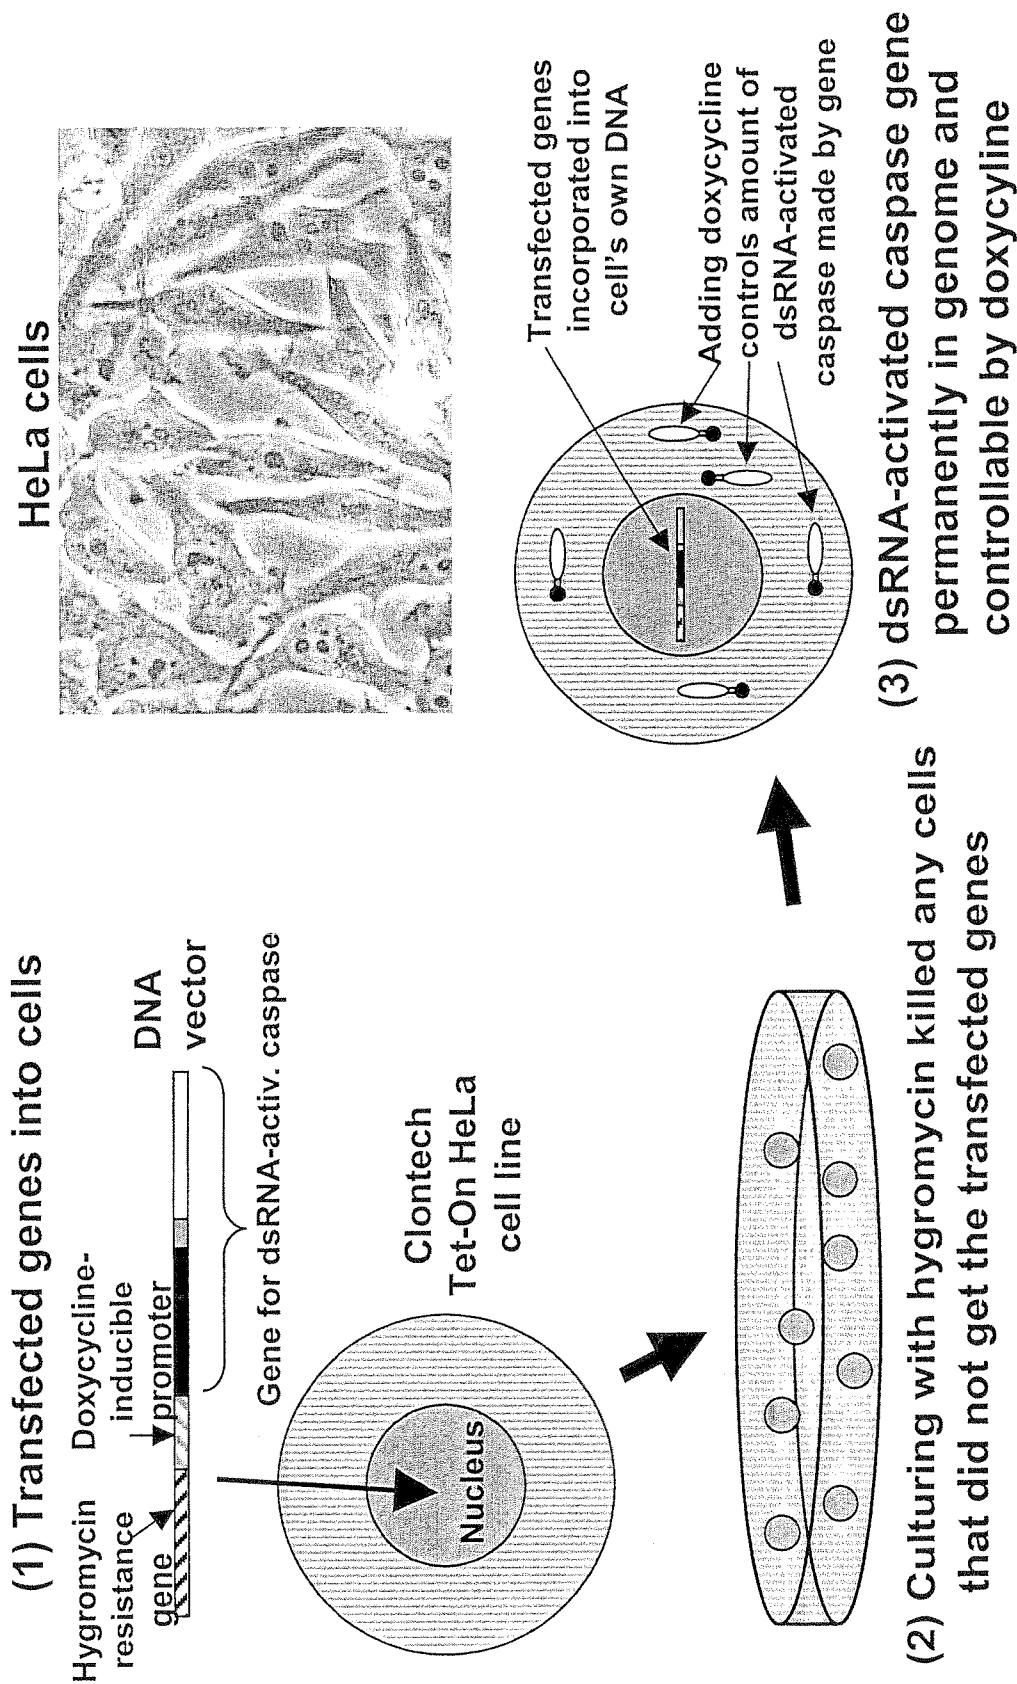 (1) Transfected genes into cells
Hygromycin
resistance
gene
Doxycycline-
inducible
promoter
DNA
vector
Gene for dsRNA-activ. caspase
Nucleus
Clontech
Tet-On HeLa
cell line
(2) Culturing with hygromycin killed any cells
that did not get the transfected genes
HeLa cells
Transfected genes
incorporated into
cell's own DNA
Adding doxycycline
controls amount of
dsRNA-activated
caspase made by gene
(3) dsRNA-activated caspase gene
permanently in genome and
controllable by doxycyline